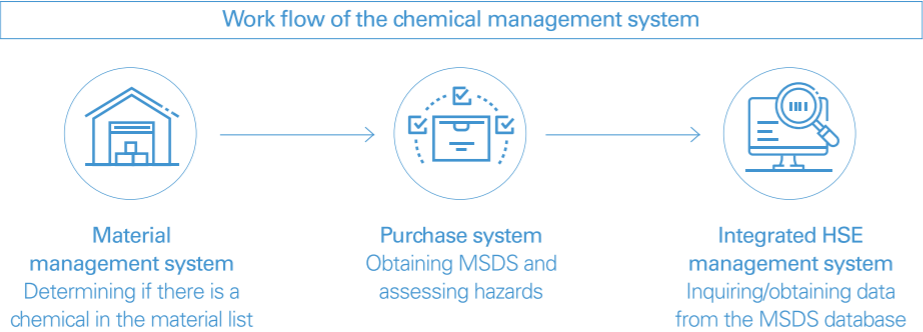 Work flow of the chemical management system
Material
management system
Determining if there is a
chemical in the material list
Purchase system
Obtaining MSDS and
assessing hazards
Integrated HSE
management system
Inquiring/obtaining data
from the MSDS database